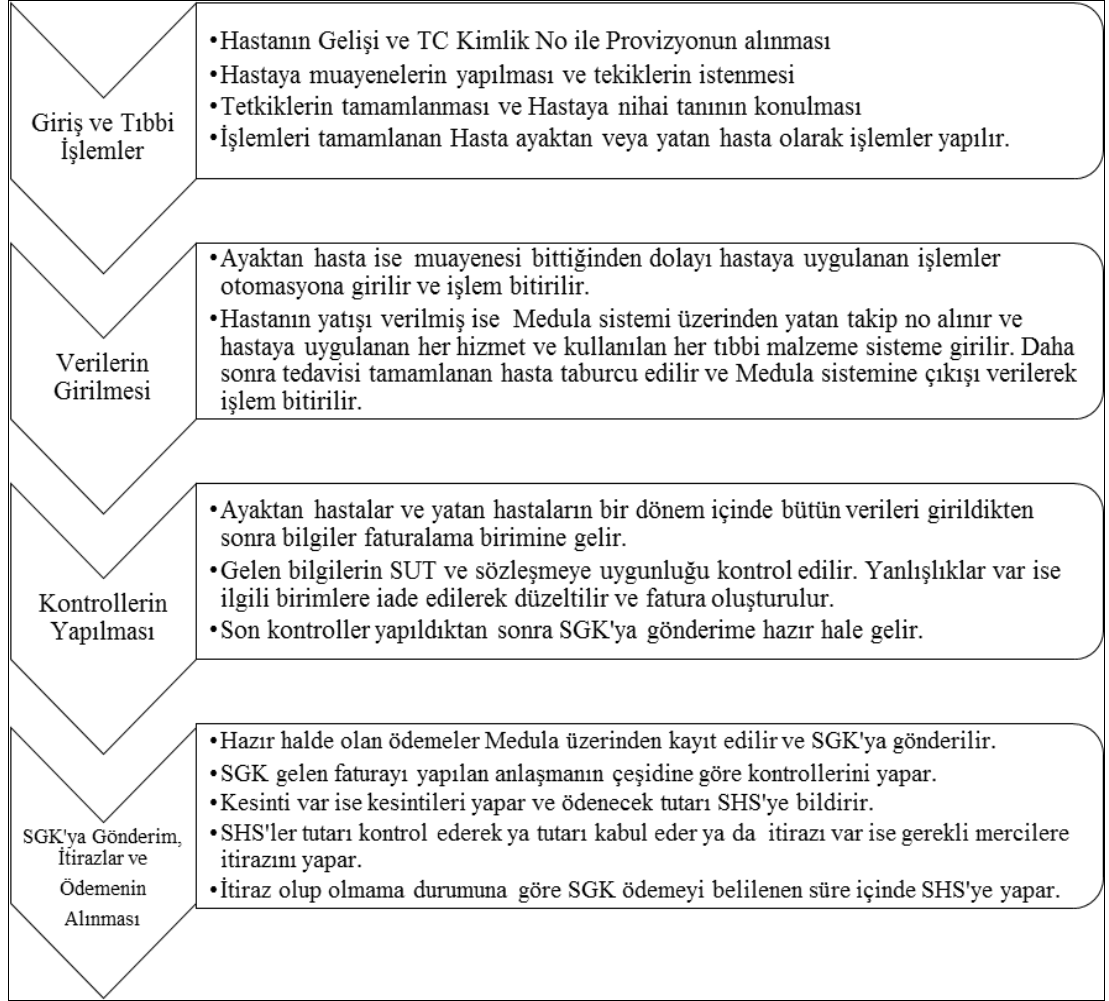 Giriş ve Tıbbi
İşlemler
•Hastanın Gelişi ve TC Kimlik No ile Provizyonun alınması
•Hastaya muayenelerin yapılması ve tekiklerin istenmesi
•Tetkiklerin tamamlanması ve Hastaya nihai tanının konulması
•İşlemleri tamamlanan Hasta ayaktan veya yatan hasta olarak işlemler yapılır.
Verilerin
Girilmesi
•Ayaktan hasta ise muayenesi bittiğinden dolayı hastaya uygulanan işlemler
otomasyona girilir ve işlem bitirilir.
•Hastanın yatışı verilmiş ise Medula sistemi üzerinden yatan takip no alınır ve
hastaya uygulanan her hizmet ve kullanılan her tıbbi malzeme sisteme girilir. Daha
sonra tedavisi tamamlanan hasta taburcu edilir ve Medula sistemine çıkışı verilerek
işlem bitirilir.
Kontrollerin
Yapılması
•Ayaktan hastalar ve yatan hastaların bir dönem içinde bütün verileri girildikten
sonra bilgiler faturalama birimine gelir.
•Gelen bilgilerin SUT ve sözleşmeye uygunluğu kontrol edilir. Yanlışlıklar var ise
ilgili birimlere iade edilerek düzeltilir ve fatura oluşturulur.
•Son kontroller yapıldıktan sonra SGK'ya gönderime hazır hale gelir.
SGK'ya Gönderim,
İtirazlar ve
Ödemenin
Alınması
•Hazır halde olan ödemeler Medula üzerinden kayıt edilir ve SGK'ya gönderilir.
•SGK gelen faturayı yapılan anlaşmanın çeşidine göre kontrollerini yapar.
•Kesinti var ise kesintileri yapar ve ödenecek tutarı SHS'ye bildirir.
•SHS'ler tutarı kontrol ederek ya tutarı kabul eder ya da itirazı var ise gerekli mercilere
itirazını yapar.
•İtiraz olup olmama durumuna göre SGK ödemeyi belilenen süre içinde SHS'ye yapar.